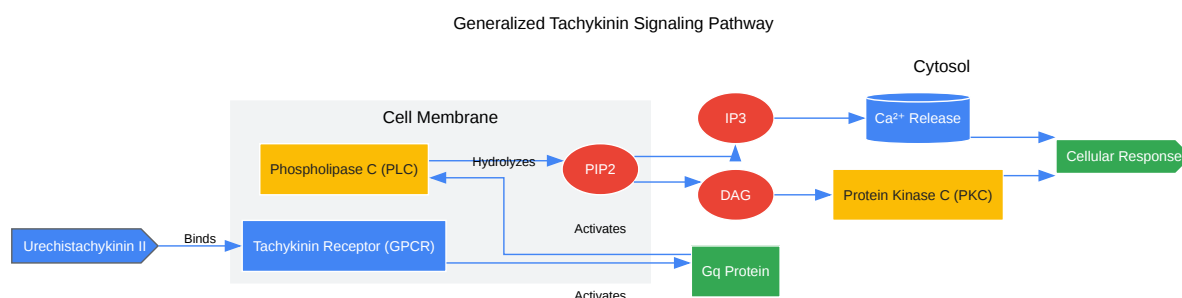 Generalized Tachykinin Signaling Pathway
Cytosol
Cell Membrane
IP3
Ca²⁺ Release
Phospholipase C (PLC)
Hydrolyzes
PIP2
Cellular Response
DAG
Protein Kinase C (PKC)
Urechistachykinin II
Binds
Tachykinin Receptor (GPCR)
Activates
Gq Protein
Activates